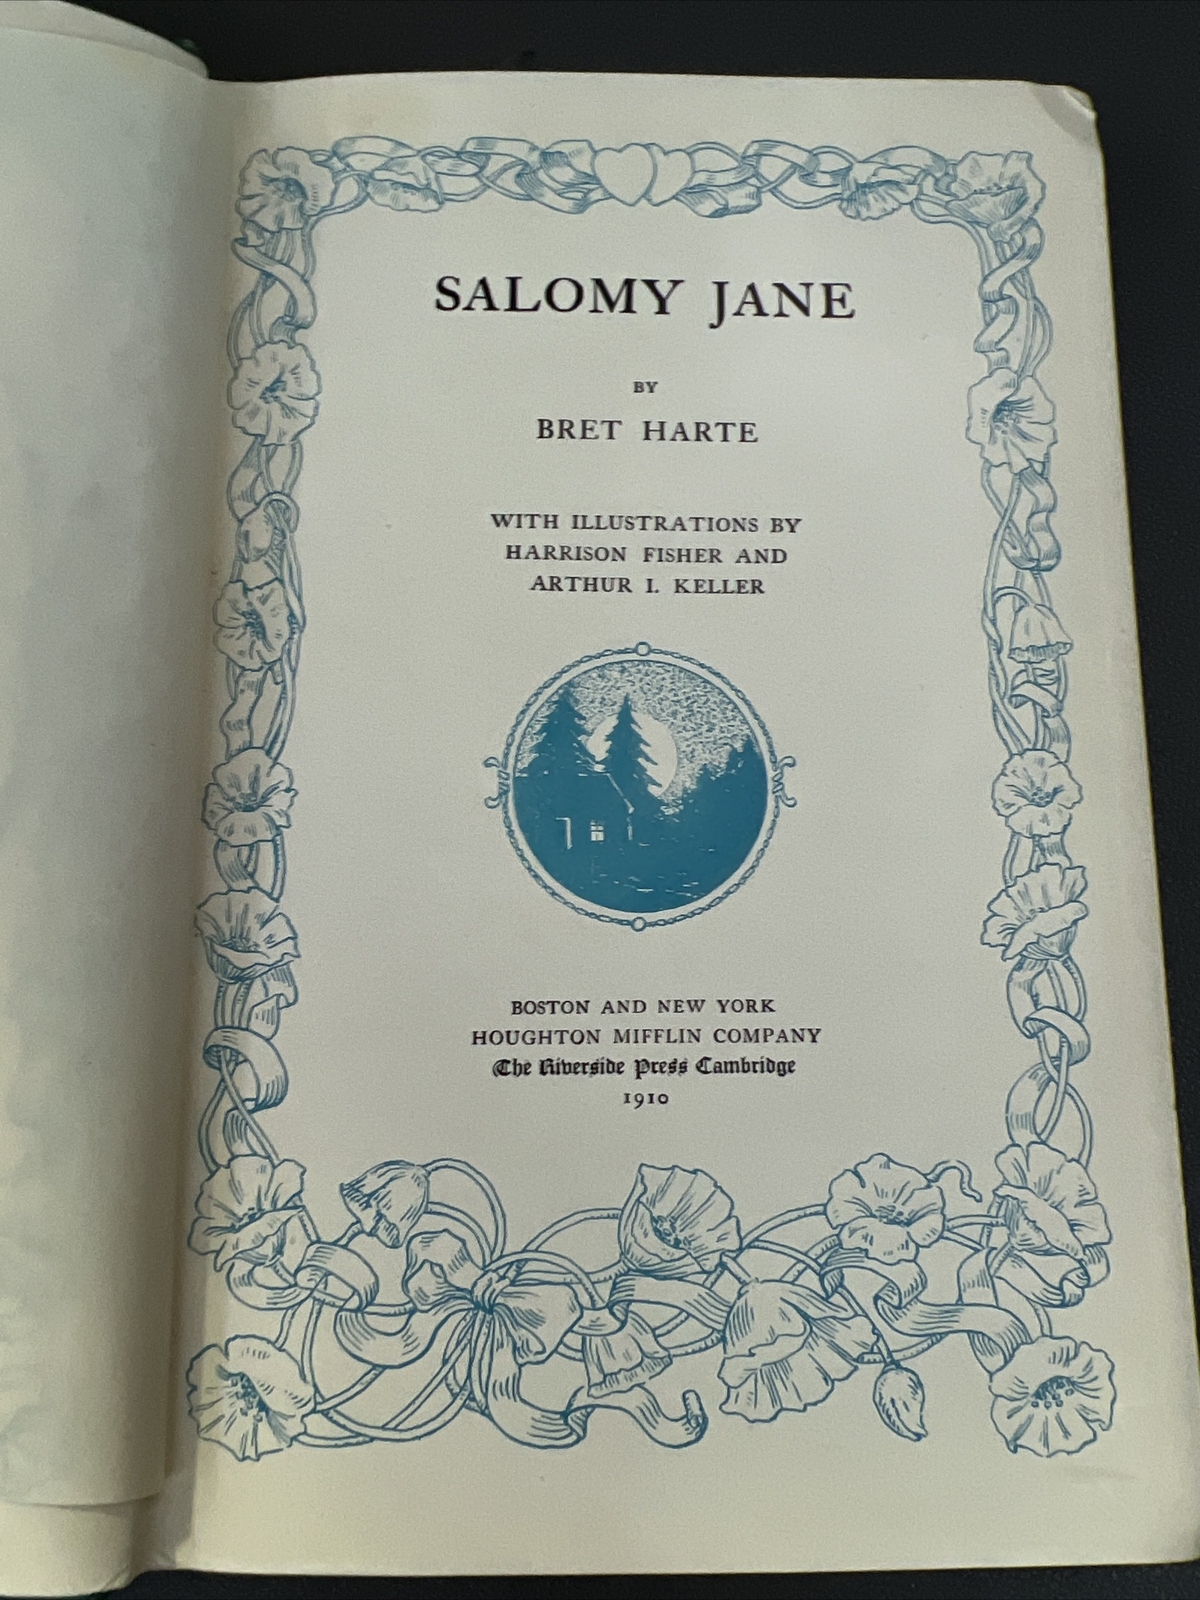 SALOMY JANE
BY
BRET HARTE
WITH ILLUSTRATIONS BY
HARRISON FISHER AND
ARTHUR I. KELLER
BOSTON AND NEW YORK
HOUGHTON MIFFLIN COMPANY
The Riverside Press Cambridge
1910